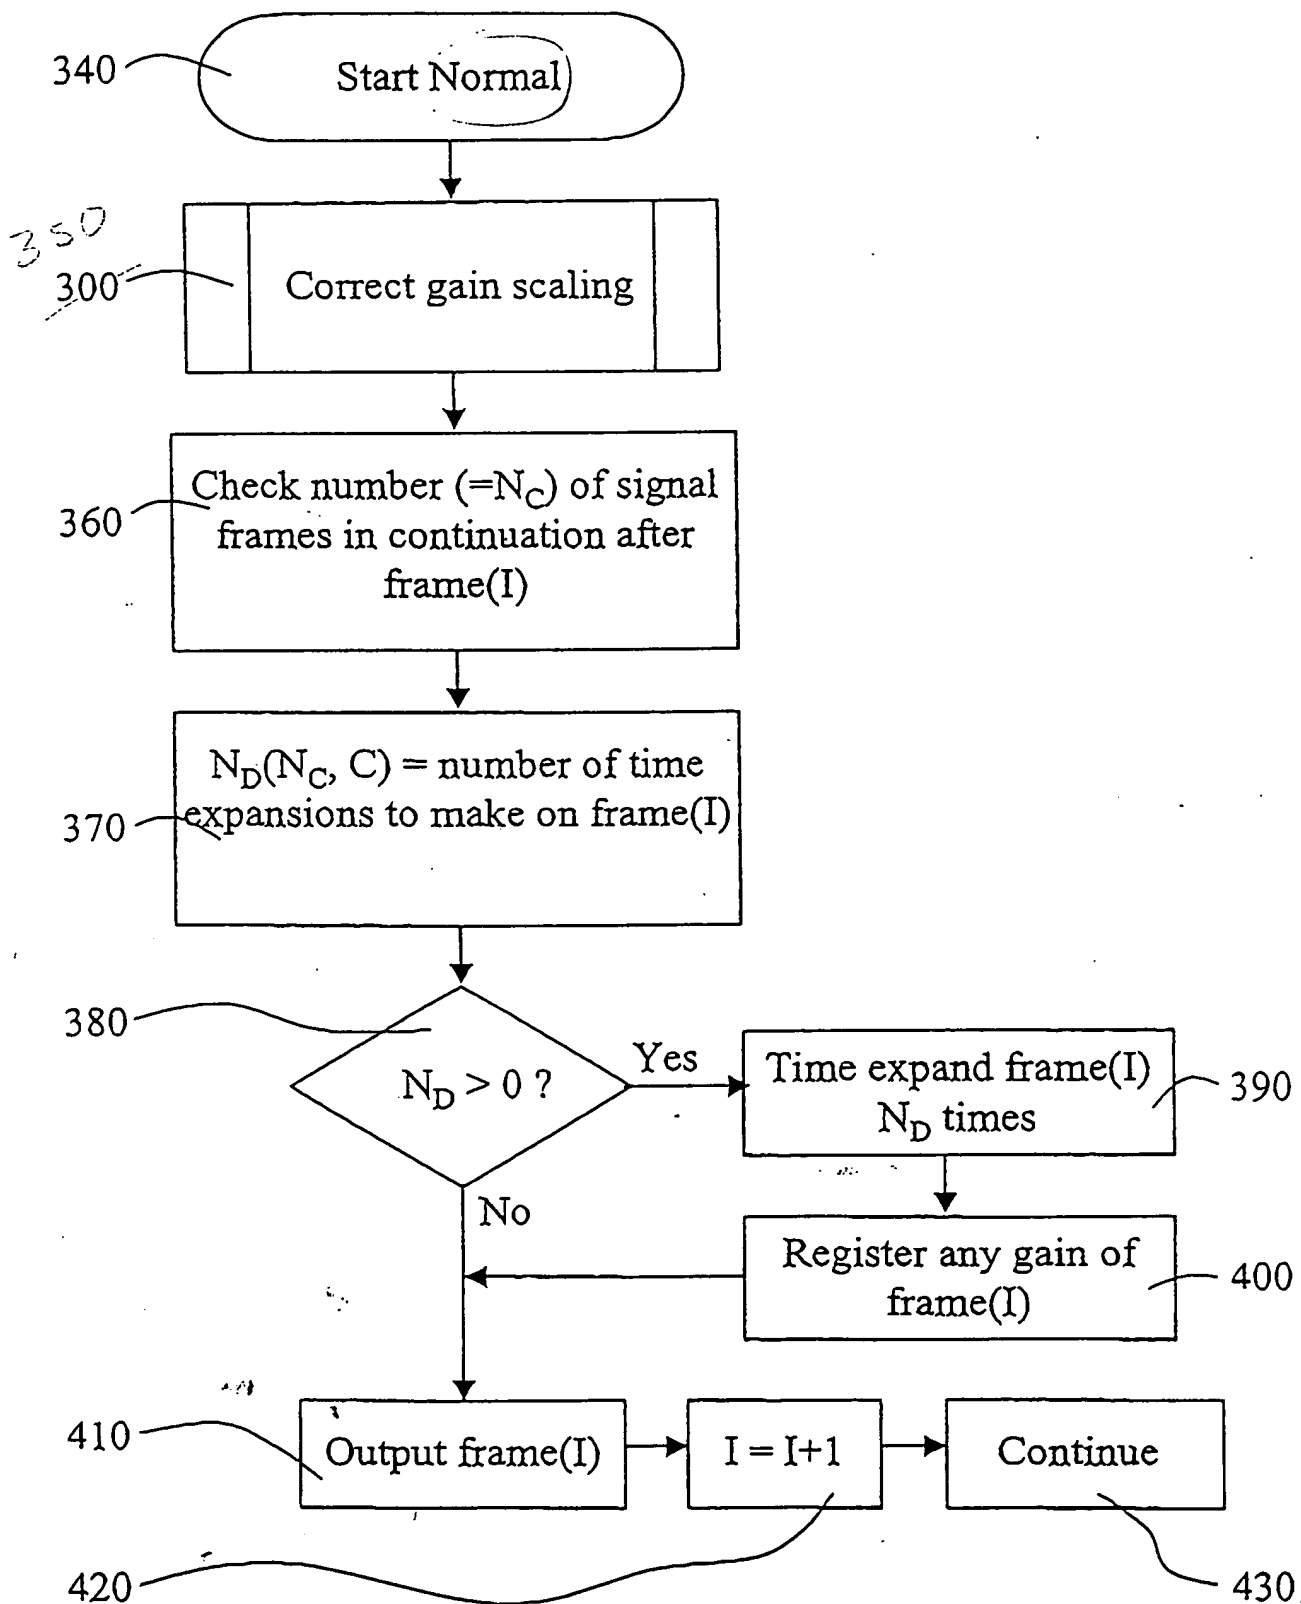 340
Start Normal
350
300
Correct gain scaling
360
Check number (=N_C) of signal
frames in continuation after
frame(I)
370
N_D(N_C, C) = number of time
expansions to make on frame(I)
380
N_D > 0 ?
Yes
Time expand frame(I)
N_D times
390
No
Register any gain of
frame(I)
400
410
Output frame(I)
I = I+1
Continue
420
430